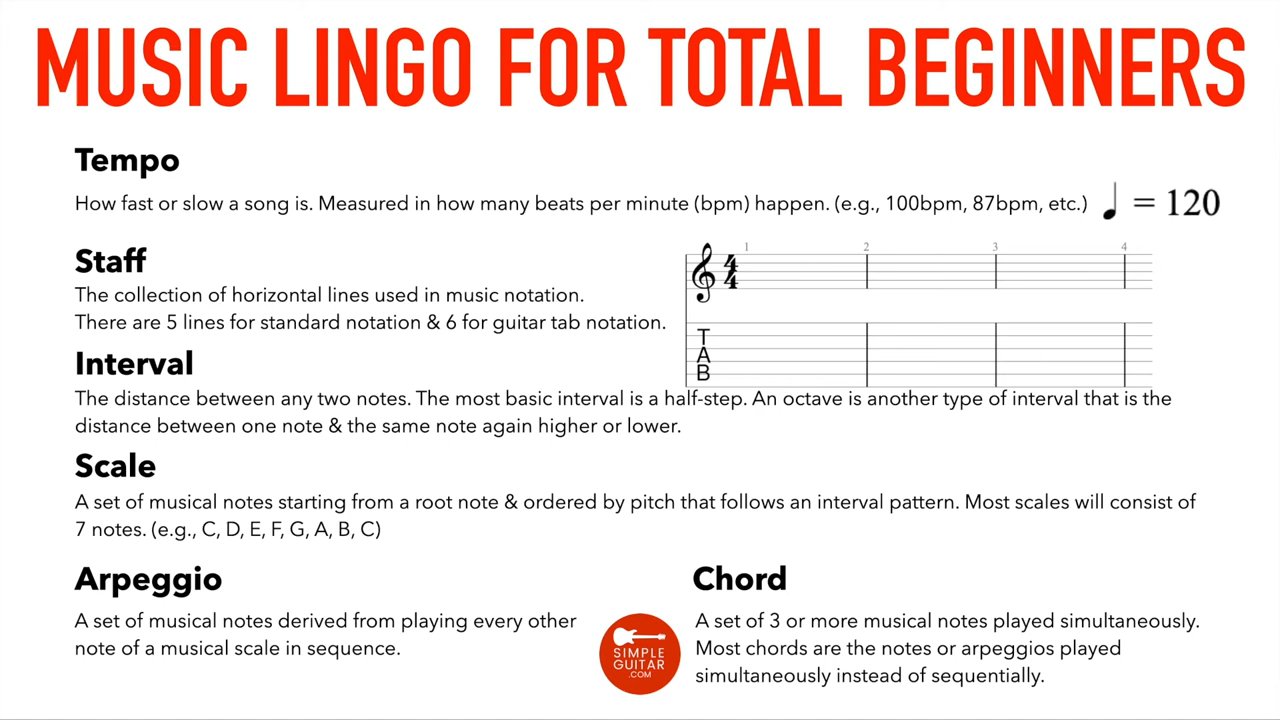 MUSIC LINGO FOR TOTAL BEGINNERS
Tempo
How fast or slow a song is. Measured in how many beats per minute (bpm) happen. (e.g., 100bpm, 87bpm, etc.)
♩ = 120
Staff
The collection of horizontal lines used in music notation.
There are 5 lines for standard notation & 6 for guitar tab notation.
1 2 3 4
4
4
T
A
B
Interval
The distance between any two notes. The most basic interval is a half-step. An octave is another type of interval that is the
distance between one note & the same note again higher or lower.
Scale
A set of musical notes starting from a root note & ordered by pitch that follows an interval pattern. Most scales will consist of
7 notes. (e.g., C, D, E, F, G, A, B, C)
Arpeggio
A set of musical notes derived from playing every other
note of a musical scale in sequence.
SIMPLE
GUITAR
.COM
Chord
A set of 3 or more musical notes played simultaneously.
Most chords are the notes or arpeggios played
simultaneously instead of sequentially.